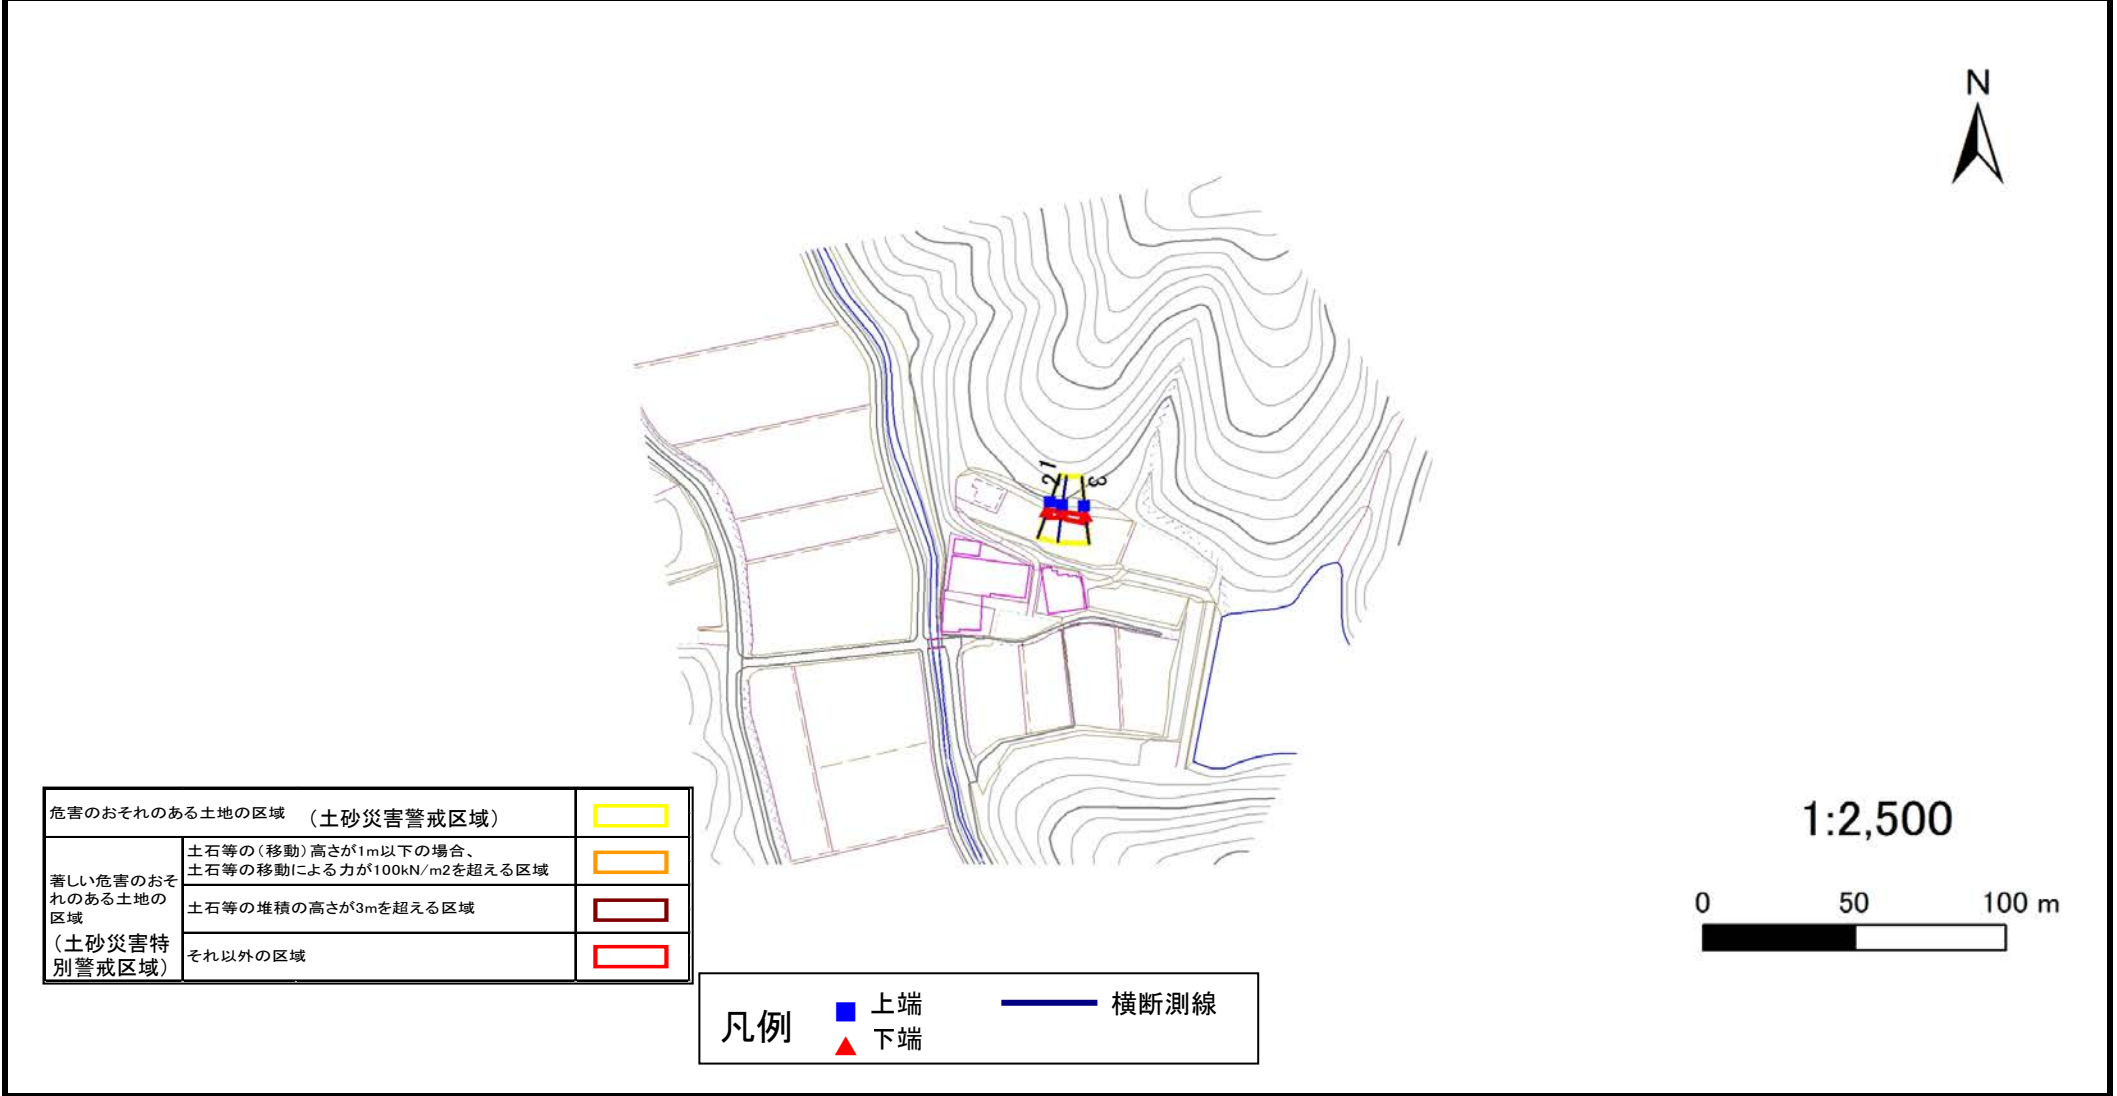 N
1
2
3
危害のおそれのある土地の区域 （土砂災害警戒区域）
著しい危害のおそ
れのある土地の
区域
（土砂災害特
別警戒区域）
土石等の（移動）高さが1m以下の場合、
土石等の移動による力が100kN/m2を超える区域
土石等の堆積の高さが3mを超える区域
それ以外の区域
1:2,500
0 50 100 m
凡例
上端
下端
横断測線